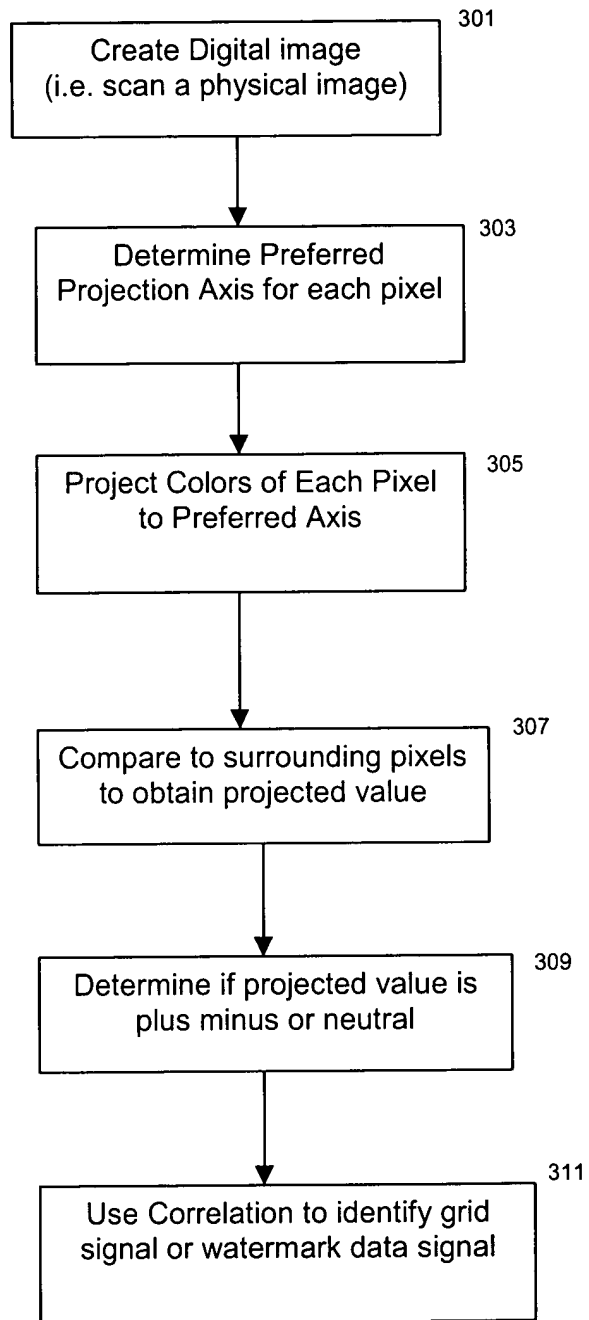 301
Create Digital image
(i.e. scan a physical image)
303
Determine Preferred
Projection Axis for each pixel
305
Project Colors of Each Pixel
to Preferred Axis
307
Compare to surrounding pixels
to obtain projected value
309
Determine if projected value is
plus minus or neutral
311
Use Correlation to identify grid
signal or watermark data signal